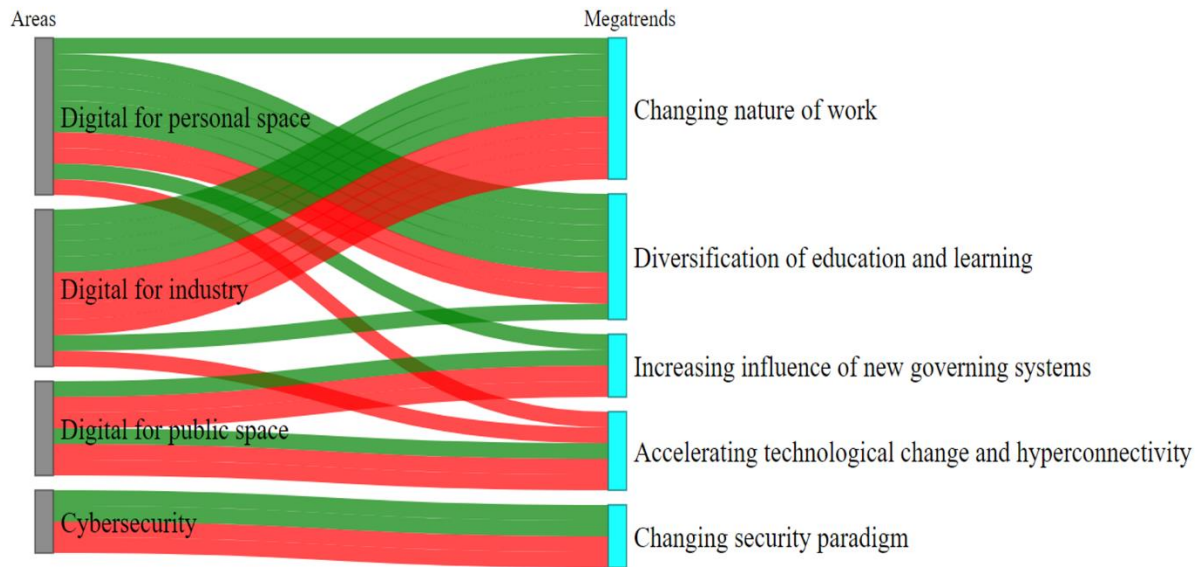 Areas
Megatrends
Digital for personal space
Digital for industry
Digital for public space
Cybersecurity
Changing nature of work
Diversification of education and learning
Increasing influence of new governing systems
Accelerating technological change and hyperconnectivity
Changing security paradigm